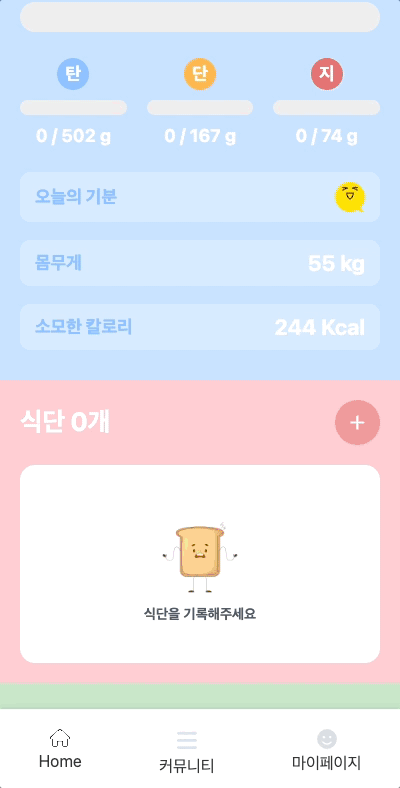 탄 단 지
0 / 502 g 0 / 167 g 0 / 74 g
오늘의 기분
몸무게 55 kg
소모한 칼로리 244 Kcal
식단 0개 +
식단을 기록해주세요
Home 커뮤니티 마이페이지